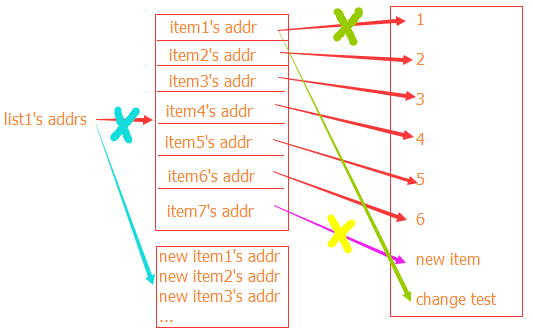 list1's addrs
item1's addr
item2's addr
item3's addr
item4's addr
item5's addr
item6's addr
item7's addr
new item1's addr
new item2's addr
new item3's addr
...
1
2
3
4
5
6
new item
change test